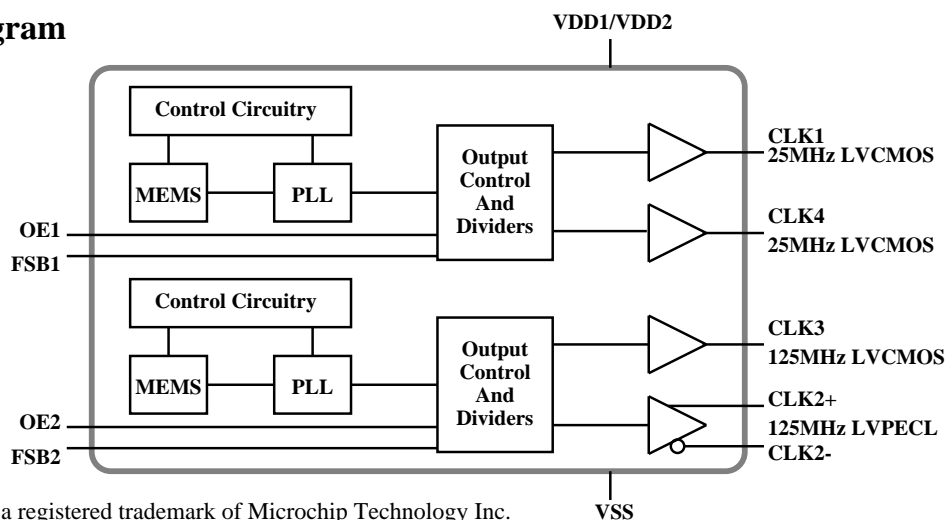 gram
VDD1/VDD2
Control Circuitry
MEMS
PLL
Output
Control
And
Dividers
CLK1
25MHz LVCMOS
CLK4
25MHz LVCMOS
OE1
FSB1
Control Circuitry
MEMS
PLL
Output
Control
And
Dividers
CLK3
125MHz LVCMOS
CLK2+
125MHz LVPECL
CLK2-
OE2
FSB2
a registered trademark of Microchip Technology Inc.
VSS